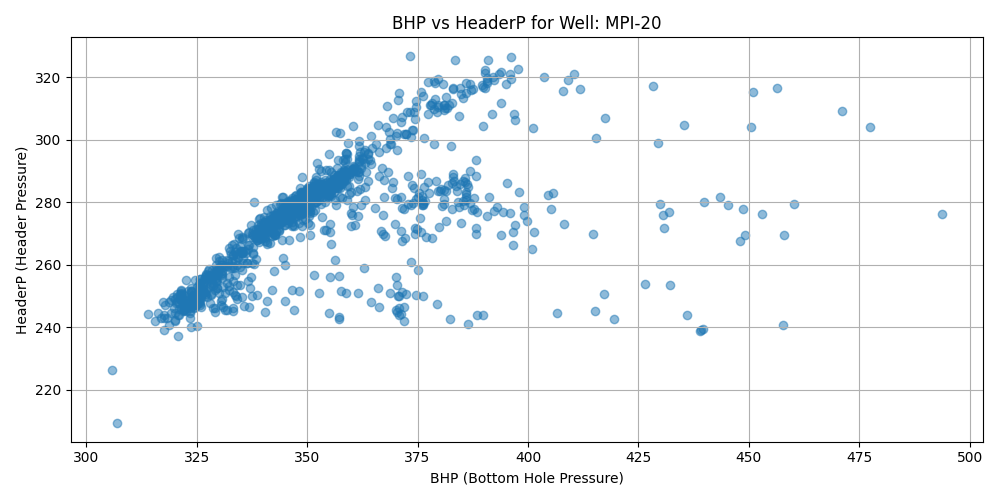 BHP vs HeaderP for Well: MPI-20
HeaderP (Header Pressure)
320
300
280
260
240
220
300 325 350 375 400 425 450 475 500
BHP (Bottom Hole Pressure)